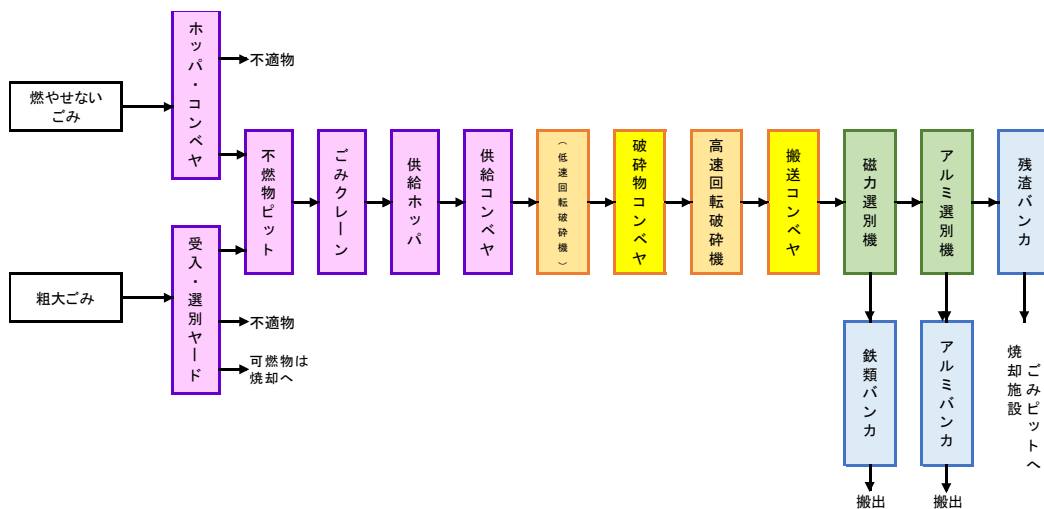 燃やせない
ごみ
粗大ごみ
ホッパ・コンベヤ
不適物
受入・選別ヤード
不適物
可燃物は
焼却へ
不燃物ピット
ごみクレーン
供給ホッパ
供給コンベヤ
（低速回転破砕機）
破砕物コンベヤ
高速回転破砕機
搬送コンベヤ
磁力選別機
アルミ選別機
残渣バンカ
鉄類バンカ
アルミバンカ
焼却施設
ごみピットへ
搬出
搬出